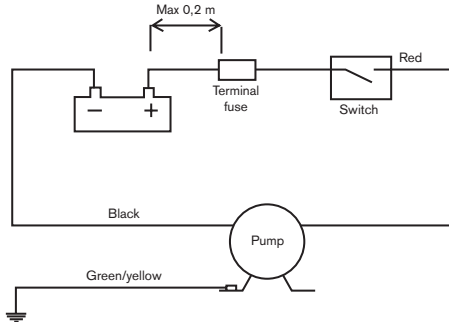 Max 0,2 m
Red
Terminal
fuse
Switch
− +
Black
Pump
Green/yellow